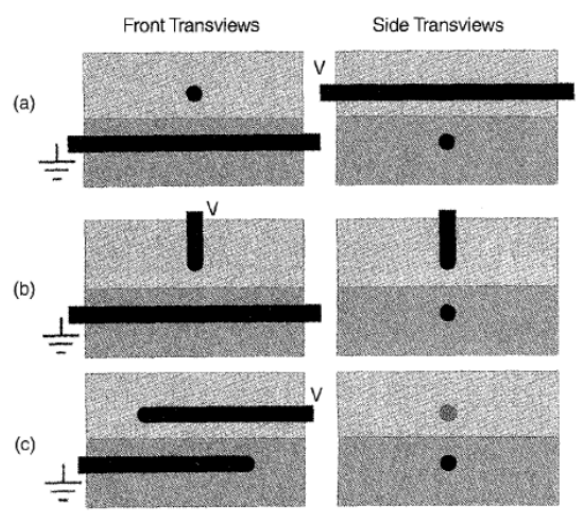 Front Transviews
Side Transviews
(a)
V
(b)
V
(c)
V